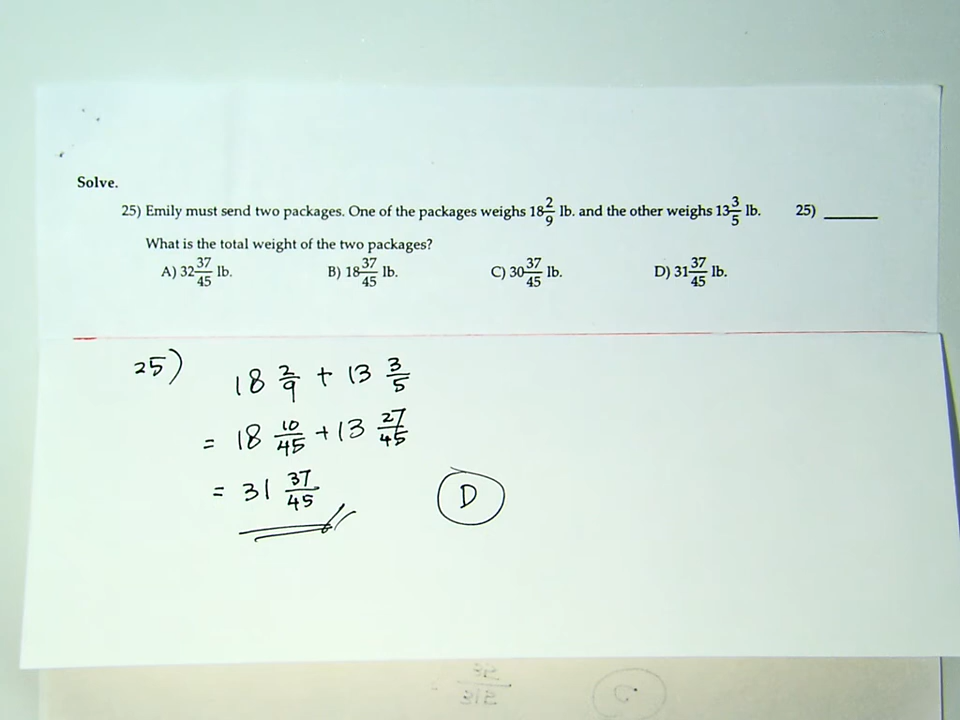 Solve.
25) Emily must send two packages. One of the packages weighs 18 2/9 lb. and the other weighs 13 3/5 lb. 25) ______
What is the total weight of the two packages?
A) 32 37/45 lb. B) 18 37/45 lb. C) 30 37/45 lb. D) 31 37/45 lb.
25) 18 2/9 + 13 3/5
= 18 10/45 + 13 27/45
= 31 37/45 D